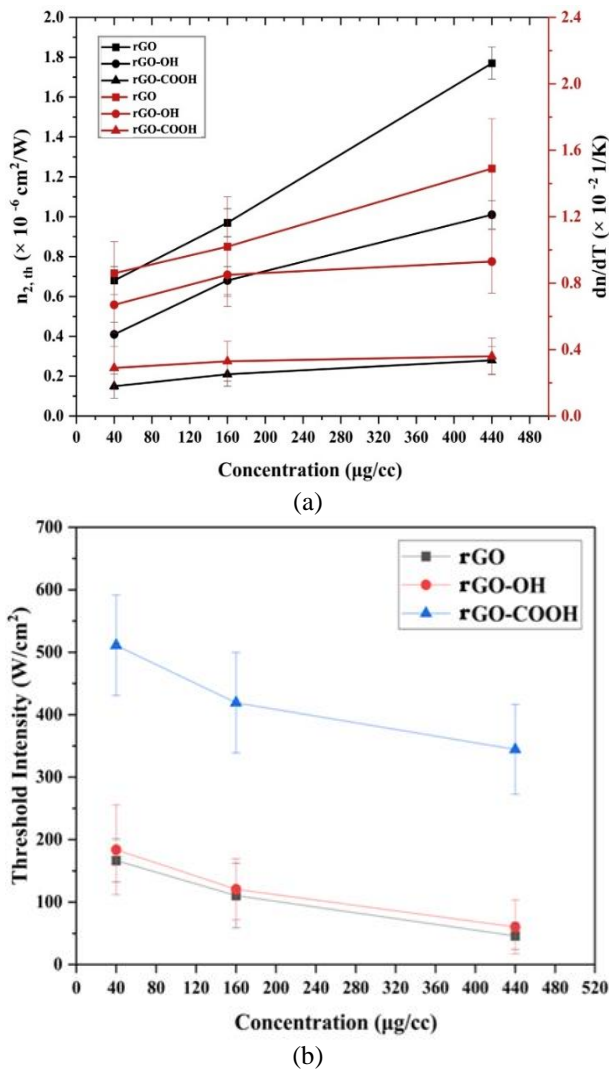 2.0
1.8
1.6
1.4
1.2
1.0
0.8
0.6
0.4
0.2
0.0
n2, th (× 10 -6 cm2/W)
rGO
rGO-OH
rGO-COOH
rGO
rGO-OH
rGO-COOH
2.4
2.0
1.6
1.2
0.8
0.4
0.0
dn/dT (× 10 -2 1/K)
0 40 80 120 160 200 240 280 320 360 400 440 480
Concentration (µg/cc)
(a)
700
600
500
400
300
200
100
0
Threshold Intensity (W/cm2)
rGO
rGO-OH
rGO-COOH
0 40 80 120 160 200 240 280 320 360 400 440 480 520
Concentration (µg/cc)
(b)